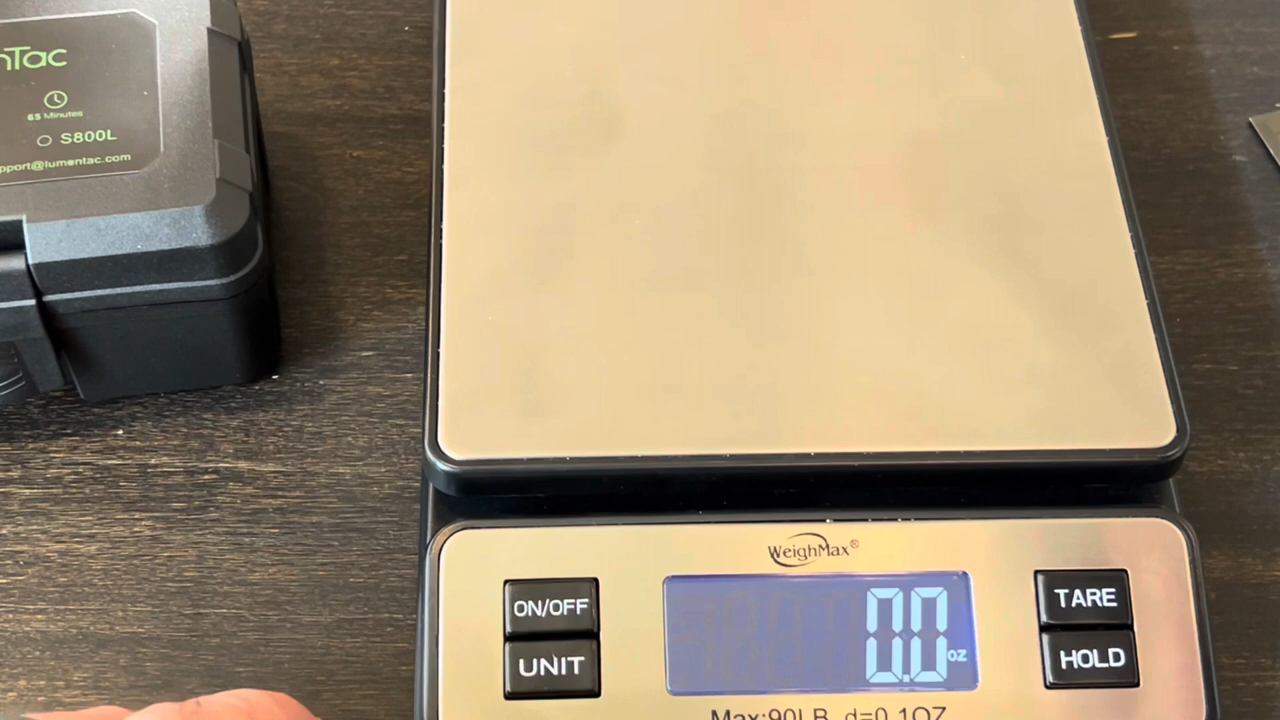 nTac
65 Minutes
S800L
pport@lumentac.com
WeighMax®
ON/OFF
UNIT
0.0 oz
TARE
HOLD
Max:90LB d=0.1OZ